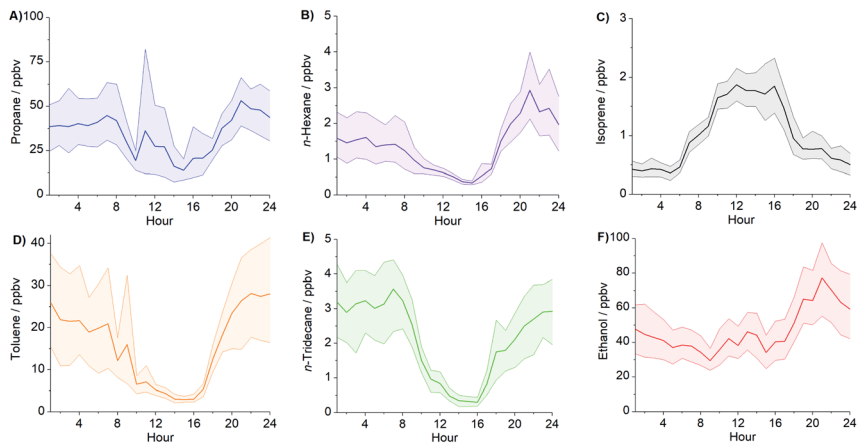 A)
Propane / ppbv
100
75
50
25
0
4 8 12 16 20 24
Hour
B)
n-Hexane / ppbv
5
4
3
2
1
0
4 8 12 16 20 24
Hour
C)
Isoprene / ppbv
3
2
1
0
4 8 12 16 20 24
Hour
D)
Toluene / ppbv
40
30
20
10
0
4 8 12 16 20 24
Hour
E)
n-Tridecane / ppbv
5
4
3
2
1
0
4 8 12 16 20 24
Hour
F)
Ethanol / ppbv
100
80
60
40
20
0
4 8 12 16 20 24
Hour